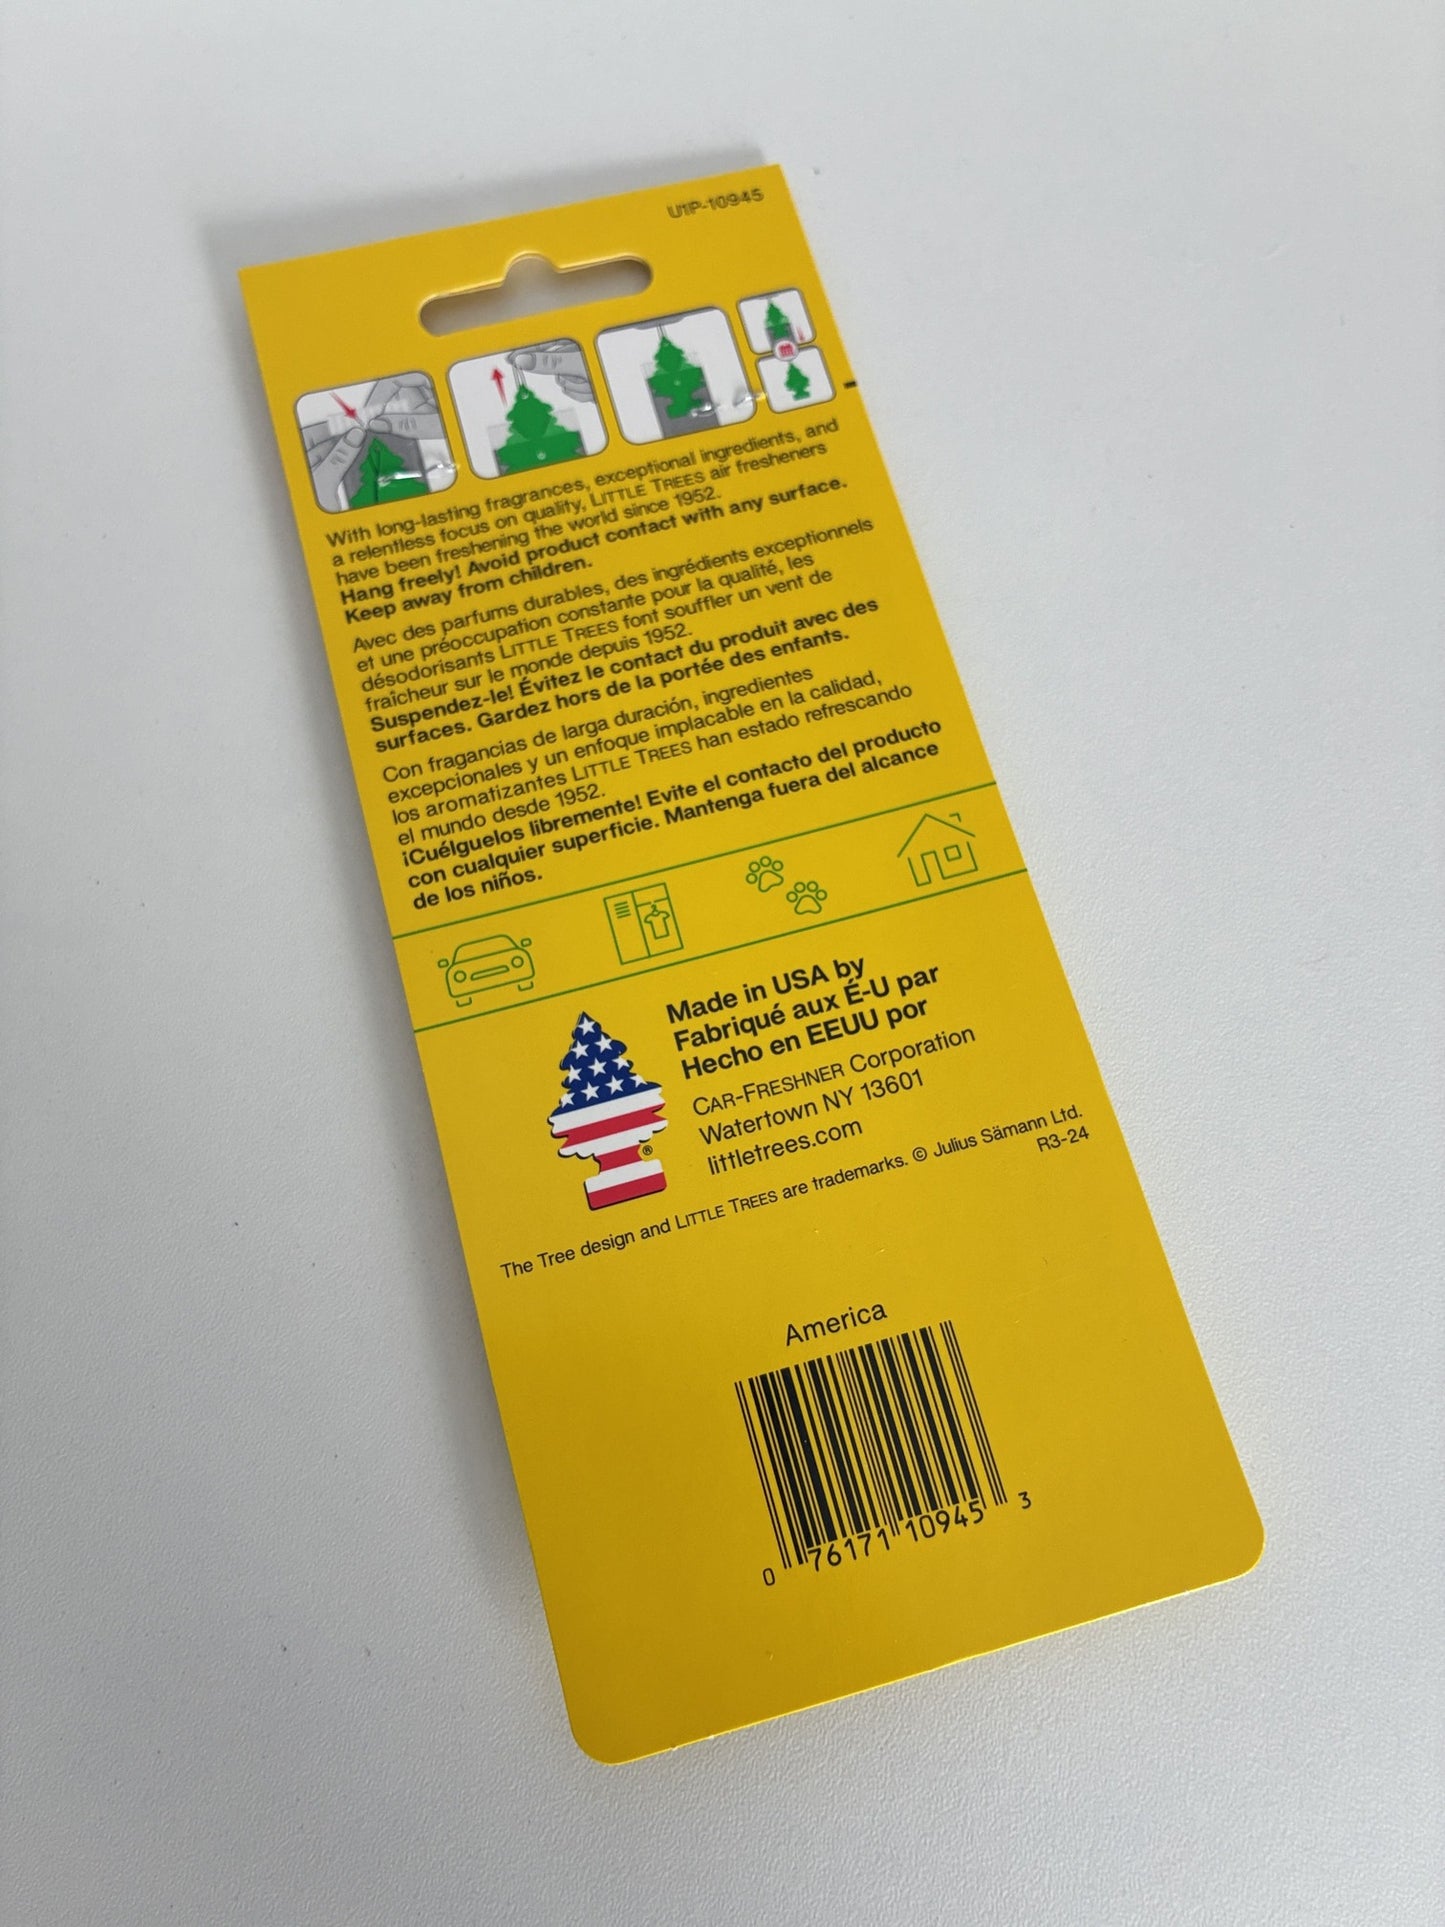 U1P-10945
With long-lasting fragrances, exceptional ingredients, and
a relentless focus on quality, LITTLE TREES air fresheners
have been freshening the world since 1952.
Hang freely! Avoid product contact with any surface.
Keep away from children.
Avec des parfums durables, des ingrédients exceptionnels
et une préoccupation constante pour la qualité, les
désodorisants LITTLE TREES font souffler un vent de
fraîcheur sur le monde depuis 1952.
Suspendez-le! Évitez le contact du produit avec des
surfaces. Gardez hors de la portée des enfants.
Con fragancias de larga duración, ingredientes
excepcionales y un enfoque implacable en la calidad,
los aromatizantes LITTLE TREES han estado refrescando
el mundo desde 1952.
¡Cuélguelos libremente! Evite el contacto del producto
con cualquier superficie. Mantenga fuera del alcance
de los niños.
Made in USA by
Fabriqué aux É-U par
Hecho en EEUU por
CAR-FRESHNER Corporation
Watertown NY 13601
littletrees.com
®
The Tree design and LITTLE TREES are trademarks. © Julius Sämann Ltd.
R3-24
America
0 76171 10945 3